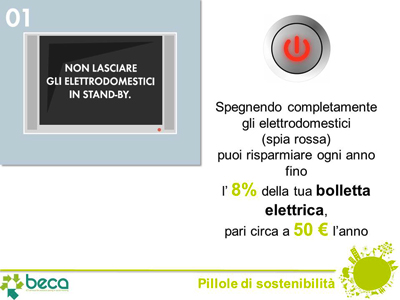 01
NON LASCIARE
GLI ELETTRODOMESTICI
IN STAND-BY.
Spegnendo completamente
gli elettrodomestici
(spia rossa)
puoi risparmiare ogni anno
fino
l' 8% della tua bolletta
elettrica,
pari circa a 50 € l'anno
beca
Pillole di sostenibilità